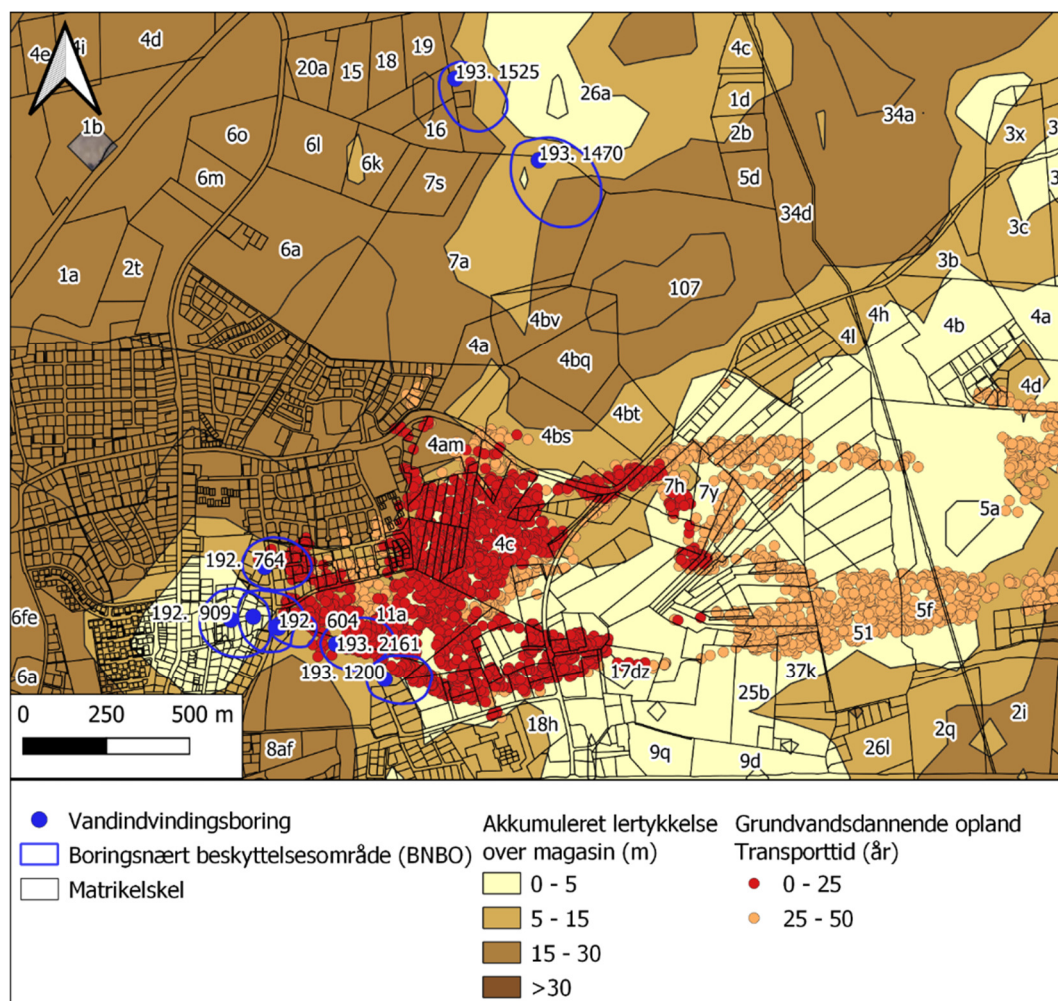 4e
4i
4d
20a
15
18
19
193. 1525
26a
4c
1d
34a
3x
1b
6o
6l
6k
16
2b
193. 1470
6m
7s
5d
34d
3c
1a
2t
6a
7a
107
3b
4bv
4a
4bq
4l
4h
4b
4a
4d
4bt
4bs
4am
7h
7y
5a
4c
192. 764
192. 909
192. 604
11a
193. 2161
193. 1200
6fe
6a
17dz
51
5f
37k
25b
18h
9q
9d
26l
2q
2i
8af
0 250 500 m
Vandindvindingsboring
Boringsnært beskyttelsesområde (BNBO)
Matrikelskel
Akkumuleret lertykkelse
over magasin (m)
0 - 5
5 - 15
15 - 30
>30
Grundvandsdannende opland
Transporttid (år)
0 - 25
25 - 50